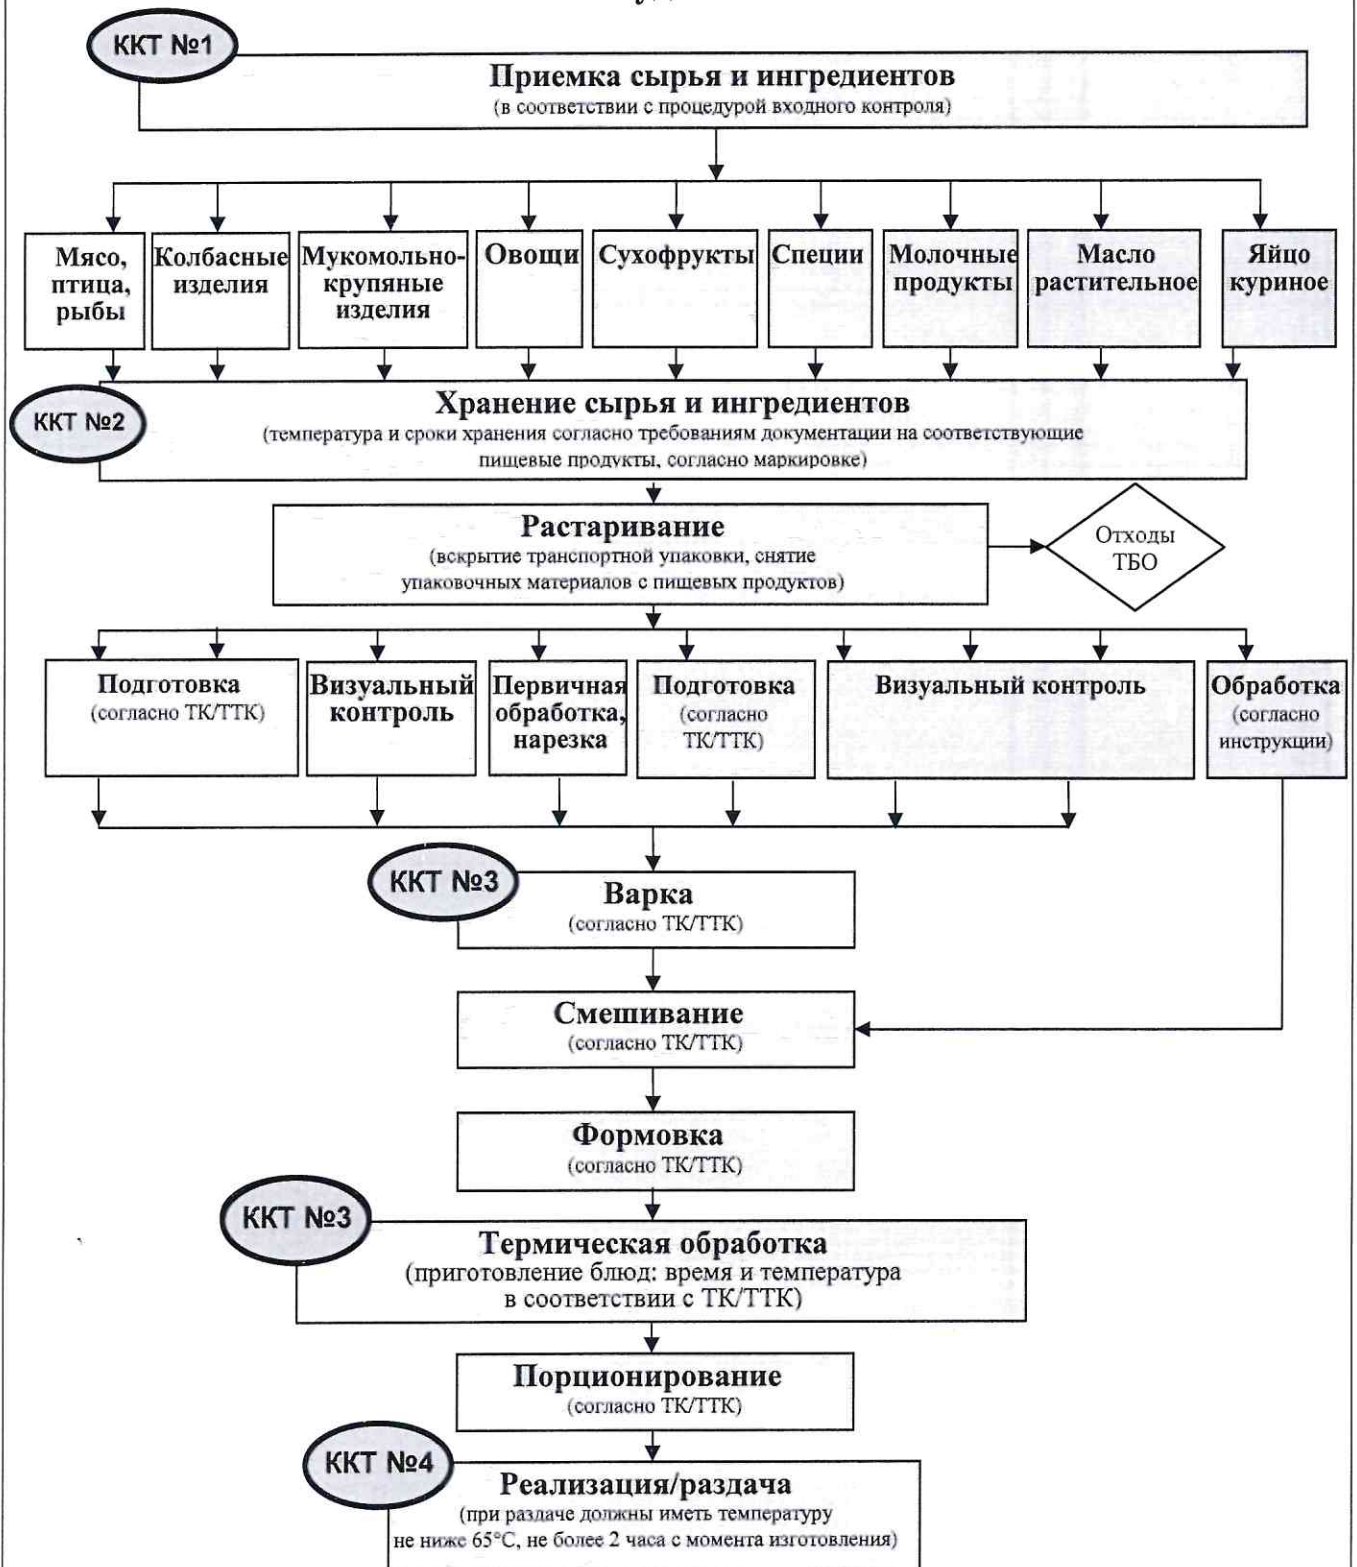 ККТ №1
Приемка сырья и ингредиентов
(в соответствии с процедурой входного контроля)
Мясо,
птица,
рыбы
Колбасные
изделия
Мукомольно-
крупяные
изделия
Овощи
Сухофрукты
Специи
Молочные
продукты
Масло
растительное
Яйцо
куриное
ККТ №2
Хранение сырья и ингредиентов
(температура и сроки хранения согласно требованиям документации на соответствующие
пищевые продукты, согласно маркировке)
Растаривание
(вскрытие транспортной упаковки, снятие
упаковочных материалов с пищевых продуктов)
Отходы
ТБО
Подготовка
(согласно ТК/ТТК)
Визуальный
контроль
Первичная
обработка,
нарезка
Подготовка
(согласно
ТК/ТТК)
Визуальный контроль
Обработка
(согласно
инструкции)
ККТ №3
Варка
(согласно ТК/ТТК)
Смешивание
(согласно ТК/ТТК)
Формовка
(согласно ТК/ТТК)
ККТ №3
Термическая обработка
(приготовление блюд: время и температура
в соответствии с ТК/ТТК)
Порционирование
(согласно ТК/ТТК)
ККТ №4
Реализация/раздача
(при раздаче должны иметь температуру
не ниже 65°С, не более 2 часа с момента изготовления)